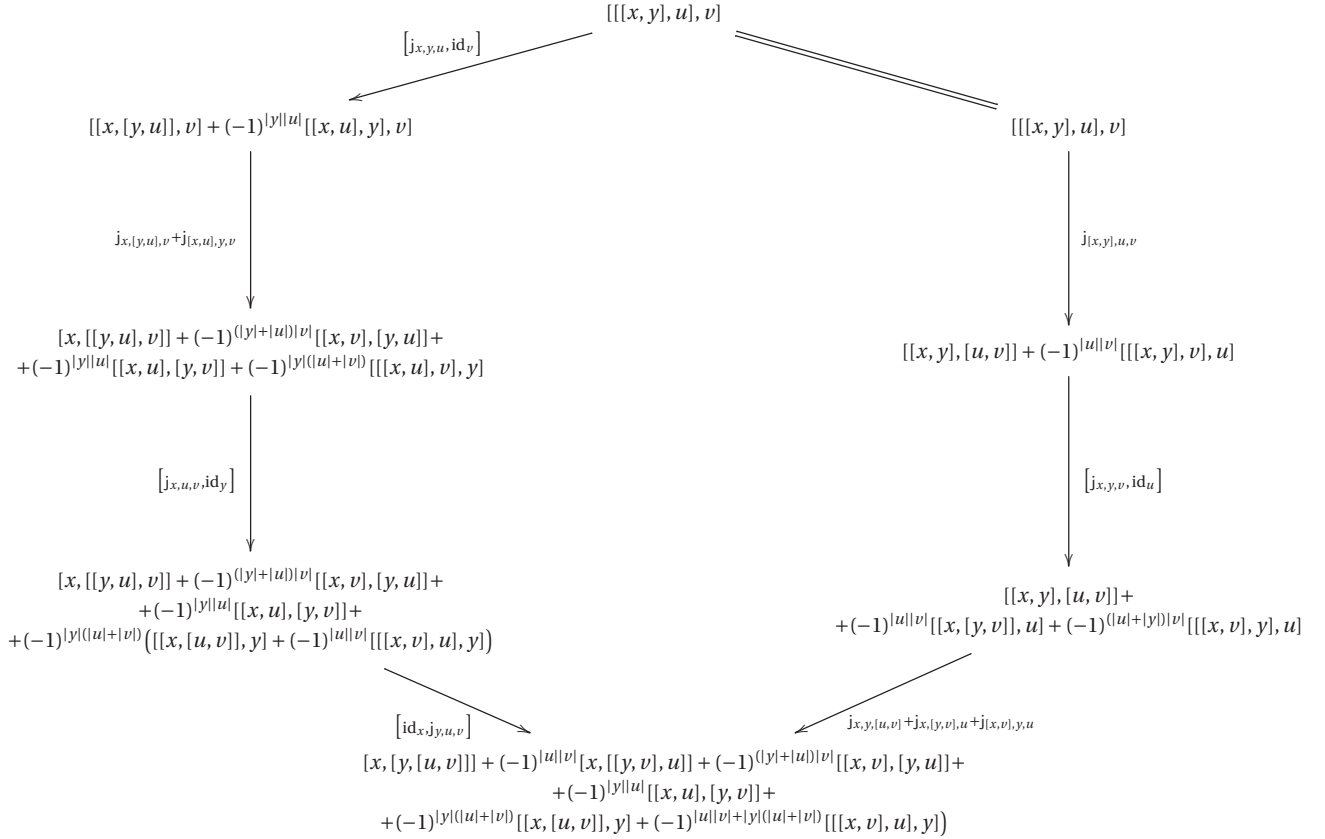 [[[x, y], u], v]
[j_{x,y,u}, id_v]
[[x, [y, u]], v] + (-1)^{|y||u|}[[x, u], y], v]
[[[x, y], u], v]
j_{x,[y,u],v}+j_{[x,u],y,v}
j_{[x,y],u,v}
[x, [[y, u], v]] + (-1)^{(|y|+|u|)|v|}[[x, v], [y, u]]+
+(-1)^{|y||u|}[[x, u], [y, v]] + (-1)^{|y|(|u|+|v|)}[[[x, u], v], y]
[[x, y], [u, v]] + (-1)^{|u||v|}[[[x, y], v], u]
[j_{x,u,v}, id_y]
[j_{x,y,v}, id_u]
[x, [[y, u], v]] + (-1)^{(|y|+|u|)|v|}[[x, v], [y, u]]+
+(-1)^{|y||u|}[[x, u], [y, v]]+
+(-1)^{|y|(|u|+|v|)}([[x, [u, v]], y] + (-1)^{|u||v|}[[[x, v], u], y])
[[x, y], [u, v]]+
+(-1)^{|u||v|}[[x, [y, v]], u] + (-1)^{(|u|+|y|)|v|}[[[x, v], y], u]
[id_x, j_{y,u,v}]
j_{x,y,[u,v]}+j_{x,[y,v],u}+j_{[x,v],y,u}
[x, [y, [u, v]]] + (-1)^{|u||v|}[x, [[y, v], u]] + (-1)^{(|y|+|u|)|v|}[[x, v], [y, u]]+
+(-1)^{|y||u|}[[x, u], [y, v]]+
+(-1)^{|y|(|u|+|v|)}[[x, [u, v]], y] + (-1)^{|u||v|+|y|(|u|+|v|)}[[[x, v], u], y])